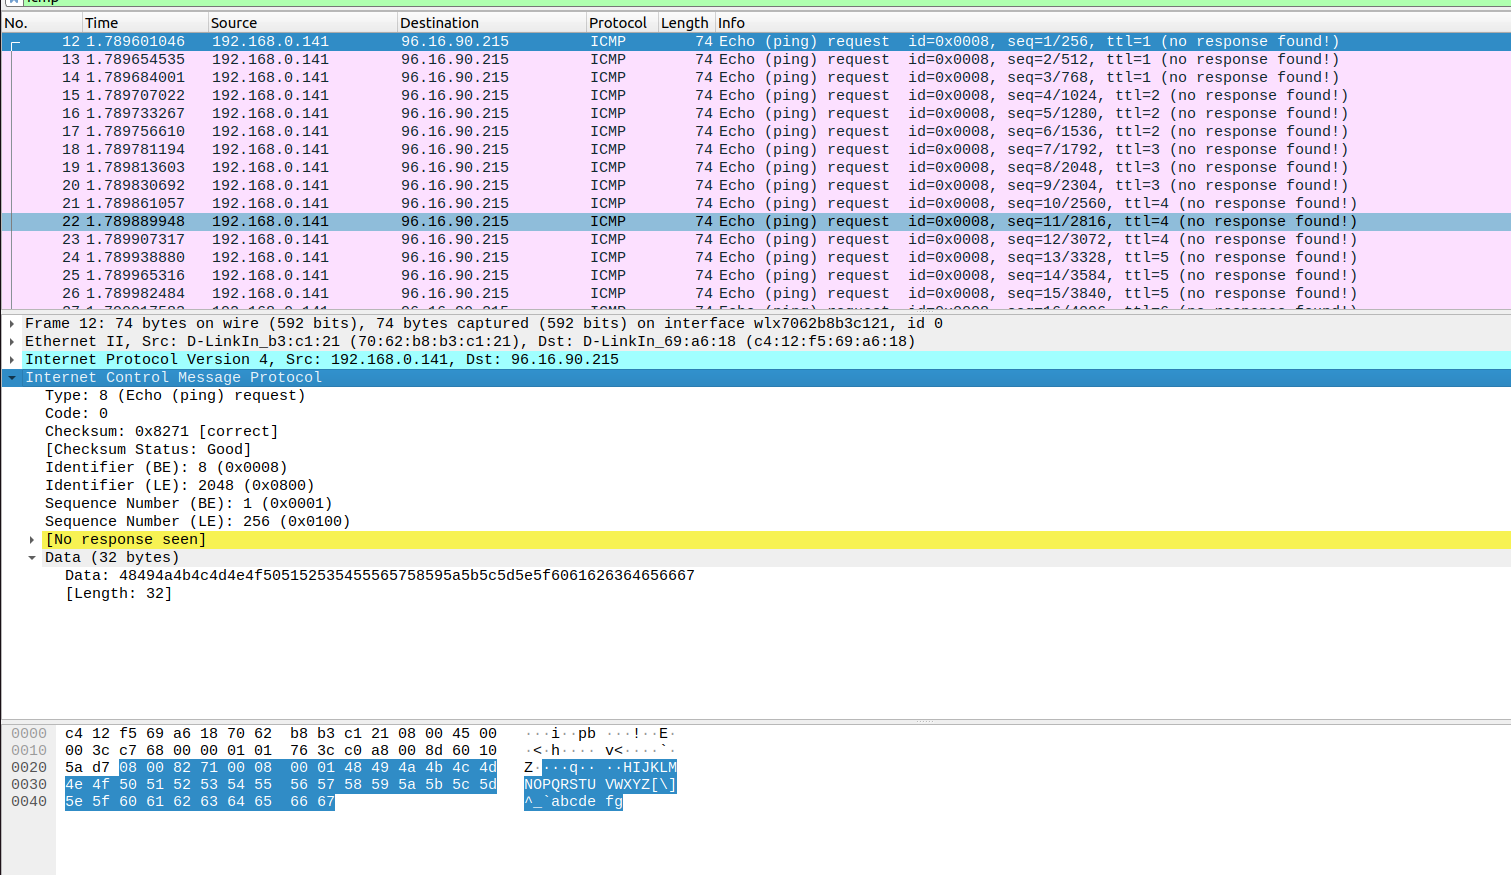 No. Time Source Destination Protocol Length Info
12 1.789601046 192.168.0.141 96.16.90.215 ICMP 74 Echo (ping) request id=0x0008, seq=1/256, ttl=1 (no response found!)
13 1.789654535 192.168.0.141 96.16.90.215 ICMP 74 Echo (ping) request id=0x0008, seq=2/512, ttl=1 (no response found!)
14 1.789684001 192.168.0.141 96.16.90.215 ICMP 74 Echo (ping) request id=0x0008, seq=3/768, ttl=1 (no response found!)
15 1.789707022 192.168.0.141 96.16.90.215 ICMP 74 Echo (ping) request id=0x0008, seq=4/1024, ttl=2 (no response found!)
16 1.789733267 192.168.0.141 96.16.90.215 ICMP 74 Echo (ping) request id=0x0008, seq=5/1280, ttl=2 (no response found!)
17 1.789756610 192.168.0.141 96.16.90.215 ICMP 74 Echo (ping) request id=0x0008, seq=6/1536, ttl=2 (no response found!)
18 1.789781194 192.168.0.141 96.16.90.215 ICMP 74 Echo (ping) request id=0x0008, seq=7/1792, ttl=3 (no response found!)
19 1.789813603 192.168.0.141 96.16.90.215 ICMP 74 Echo (ping) request id=0x0008, seq=8/2048, ttl=3 (no response found!)
20 1.789830692 192.168.0.141 96.16.90.215 ICMP 74 Echo (ping) request id=0x0008, seq=9/2304, ttl=3 (no response found!)
21 1.789861057 192.168.0.141 96.16.90.215 ICMP 74 Echo (ping) request id=0x0008, seq=10/2560, ttl=4 (no response found!)
22 1.789889948 192.168.0.141 96.16.90.215 ICMP 74 Echo (ping) request id=0x0008, seq=11/2816, ttl=4 (no response found!)
23 1.789907317 192.168.0.141 96.16.90.215 ICMP 74 Echo (ping) request id=0x0008, seq=12/3072, ttl=4 (no response found!)
24 1.789938880 192.168.0.141 96.16.90.215 ICMP 74 Echo (ping) request id=0x0008, seq=13/3328, ttl=5 (no response found!)
25 1.789965316 192.168.0.141 96.16.90.215 ICMP 74 Echo (ping) request id=0x0008, seq=14/3584, ttl=5 (no response found!)
26 1.789982484 192.168.0.141 96.16.90.215 ICMP 74 Echo (ping) request id=0x0008, seq=15/3840, ttl=5 (no response found!)
Frame 12: 74 bytes on wire (592 bits), 74 bytes captured (592 bits) on interface wlx7062b8b3c121, id 0
Ethernet II, Src: D-LinkIn_b3:c1:21 (70:62:b8:b3:c1:21), Dst: D-LinkIn_69:a6:18 (c4:12:f5:69:a6:18)
Internet Protocol Version 4, Src: 192.168.0.141, Dst: 96.16.90.215
Internet Control Message Protocol
Type: 8 (Echo (ping) request)
Code: 0
Checksum: 0x8271 [correct]
[Checksum Status: Good]
Identifier (BE): 8 (0x0008)
Identifier (LE): 2048 (0x0800)
Sequence Number (BE): 1 (0x0001)
Sequence Number (LE): 256 (0x0100)
[No response seen]
Data (32 bytes)
Data: 48494a4b4c4d4e4f505152535455565758595a5b5c5d5e5f6061626364656667
[Length: 32]
0000 c4 12 f5 69 a6 18 70 62 b8 b3 c1 21 08 00 45 00 ···i··pb ···!··E·
0010 00 3c c7 68 00 00 01 01 76 3c c0 a8 00 8d 60 10 ·<·h···· v<····`·
0020 5a d7 08 00 82 71 00 08 00 01 48 49 4a 4b 4c 4d Z····q·· ··HIJKLM
0030 4e 4f 50 51 52 53 54 55 56 57 58 59 5a 5b 5c 5d NOPQRSTU VWXYZ[\]
0040 5e 5f 60 61 62 63 64 65 66 67 ^_`abcde fg